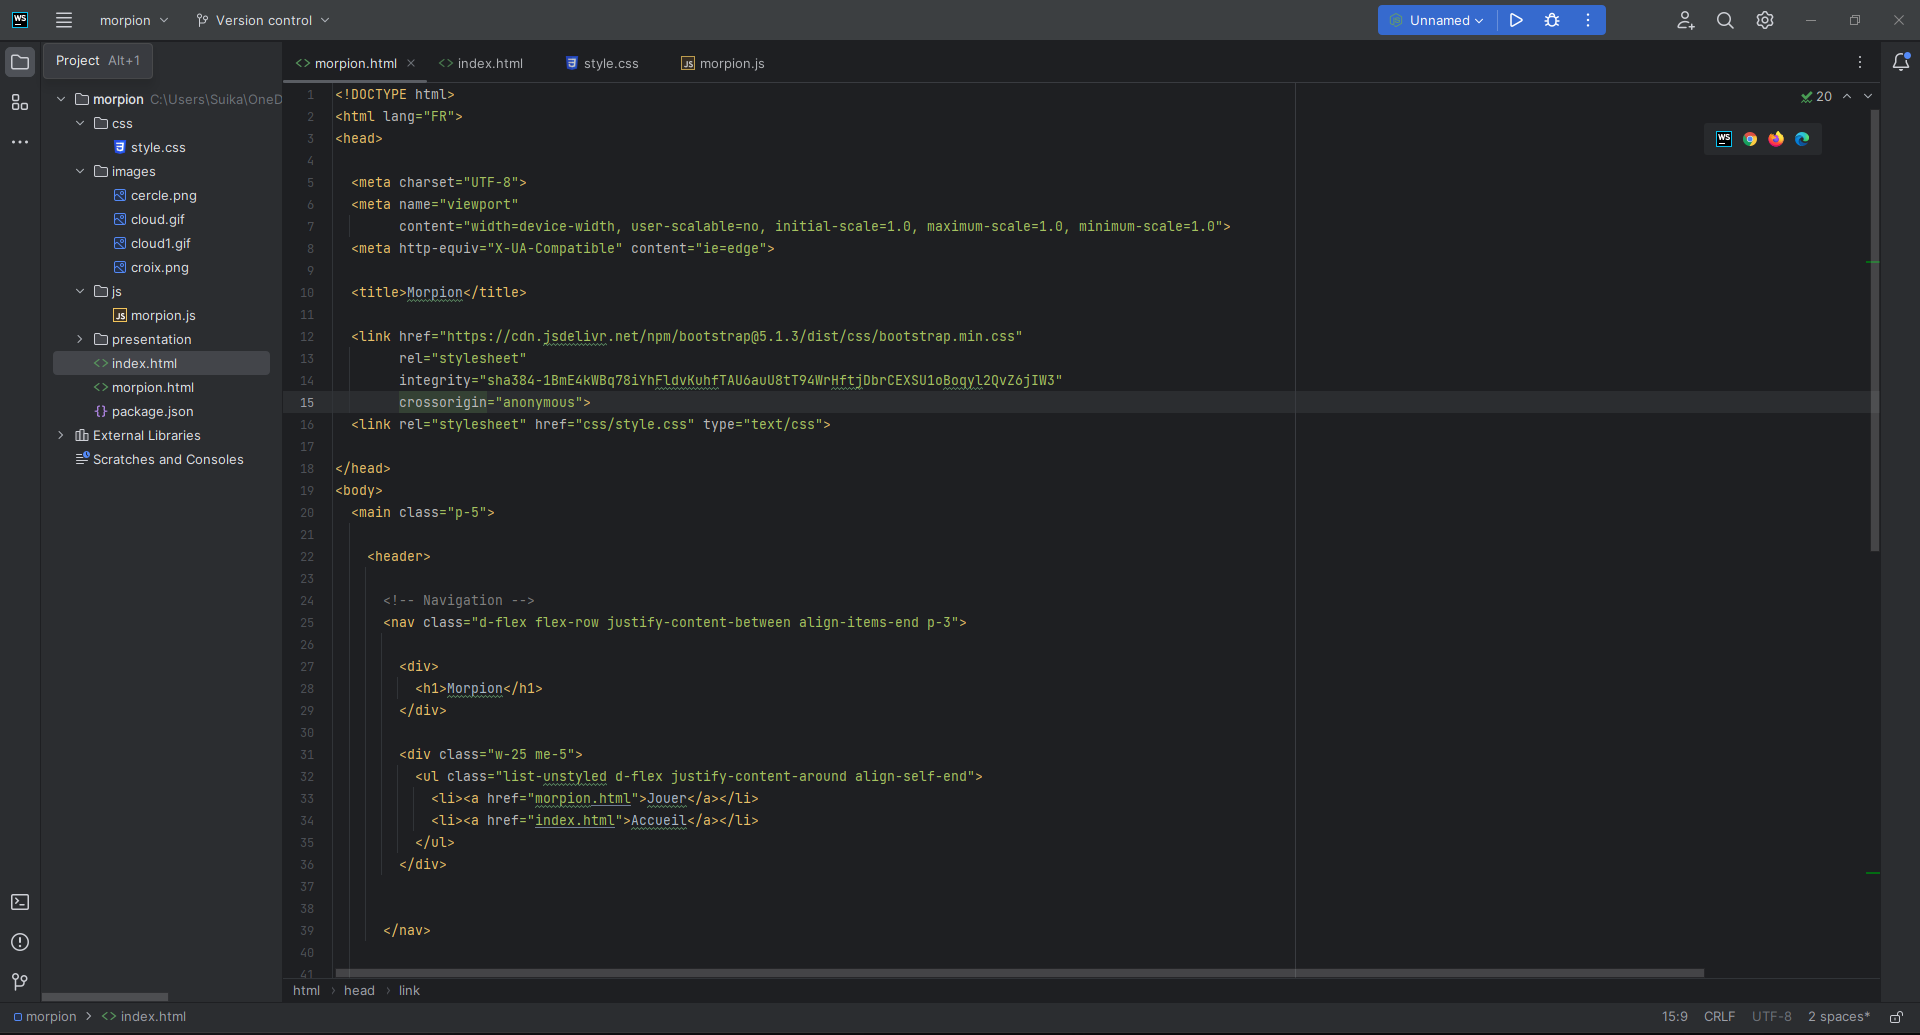 WS morpion Version control Unnamed
Project Alt+1
morpion C:\Users\Suika\OneD
css
style.css
images
cercle.png
cloud.gif
cloud1.gif
croix.png
js
JS morpion.js
presentation
index.html
morpion.html
package.json
External Libraries
Scratches and Consoles
morpion.html index.html style.css JS morpion.js
20
WS
1 <!DOCTYPE html>
2 <html lang="FR">
3 <head>
4
5 <meta charset="UTF-8">
6 <meta name="viewport"
7 content="width=device-width, user-scalable=no, initial-scale=1.0, maximum-scale=1.0, minimum-scale=1.0">
8 <meta http-equiv="X-UA-Compatible" content="ie=edge">
9
10 <title>Morpion</title>
11
12 <link href="https://cdn.jsdelivr.net/npm/bootstrap@5.1.3/dist/css/bootstrap.min.css"
13 rel="stylesheet"
14 integrity="sha384-1BmE4kWBq78iYhFldvKuhfTAU6auU8tT94WrHftjDbrCEXSU1oBoqyl2QvZ6jIW3"
15 crossorigin="anonymous">
16 <link rel="stylesheet" href="css/style.css" type="text/css">
17
18 </head>
19 <body>
20 <main class="p-5">
21
22 <header>
23
24 <!-- Navigation -->
25 <nav class="d-flex flex-row justify-content-between align-items-end p-3">
26
27 <div>
28 <h1>Morpion</h1>
29 </div>
30
31 <div class="w-25 me-5">
32 <ul class="list-unstyled d-flex justify-content-around align-self-end">
33 <li><a href="morpion.html">Jouer</a></li>
34 <li><a href="index.html">Accueil</a></li>
35 </ul>
36 </div>
37
38
39 </nav>
40
41
html > head > link
morpion > index.html
15:9 CRLF UTF-8 2 spaces*